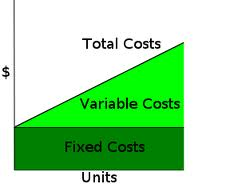 Total Costs
$
Variable Costs
Fixed Costs
Units